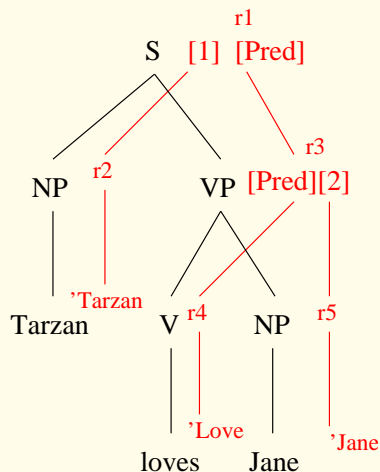 r1
S [1] [Pred]
r2 r3
NP VP [Pred][2]
'Tarzan
Tarzan V r4 NP r5
'Love 'Jane
loves Jane